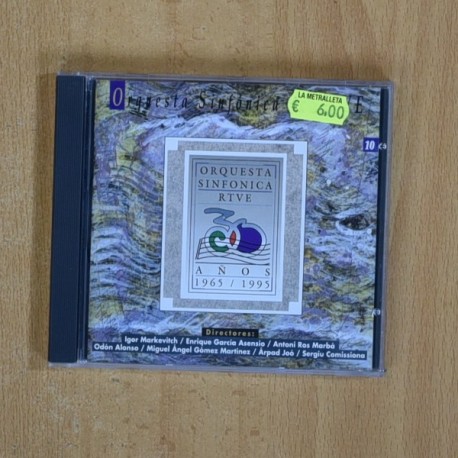 Orquesta Sinfónica E
LA METRALLETA
€ 6.00
10 CD
ORQUESTA
SINFONICA
RTVE
30
AÑOS
1965 / 1995
Directores:
Igor Markevitch / Enrique García Asensio / Antoni Ros Marbà
Odón Alonso / Miguel Ángel Gómez Martínez / Árpad Joó / Sergiu Comissiona